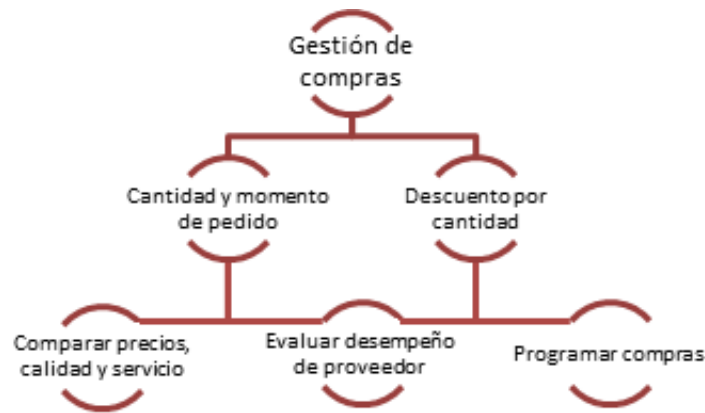 Gestión de
compras
Cantidad y momento
de pedido
Descuento por
cantidad
Comparar precios,
calidad y servicio
Evaluar desempeño
de proveedor
Programar compras